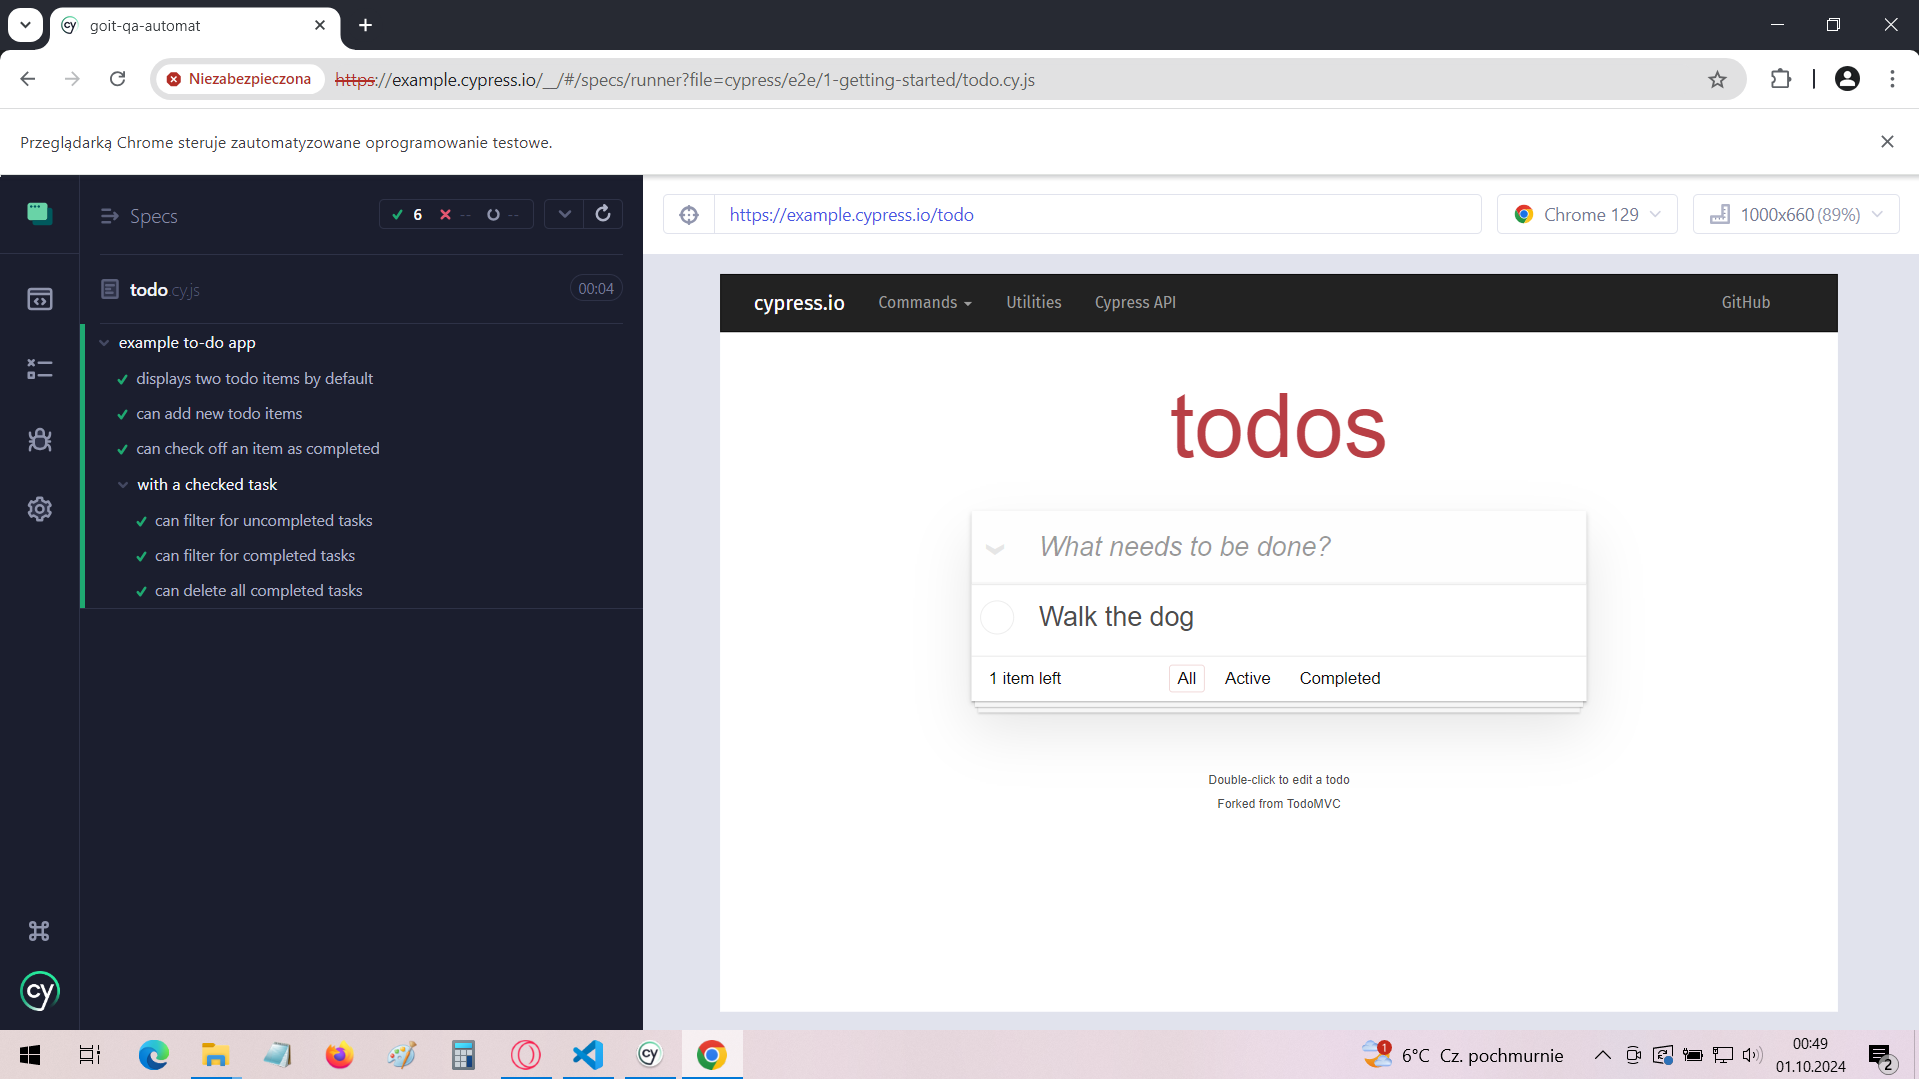 goit-qa-automat
Niezabezpieczona https://example.cypress.io/__/#/specs/runner?file=cypress/e2e/1-getting-started/todo.cy.js
Przeglądarką Chrome steruje zautomatyzowane oprogramowanie testowe.
Specs 6 -- --
todo.cy.js 00:04
example to-do app
displays two todo items by default
can add new todo items
can check off an item as completed
with a checked task
can filter for uncompleted tasks
can filter for completed tasks
can delete all completed tasks
cy
https://example.cypress.io/todo Chrome 129 1000x660 (89%)
cypress.io Commands Utilities Cypress API GitHub
todos
What needs to be done?
Walk the dog
1 item left All Active Completed
Double-click to edit a todo
Forked from TodoMVC
cy
1 6°C Cz. pochmurnie
00:49
01.10.2024
2